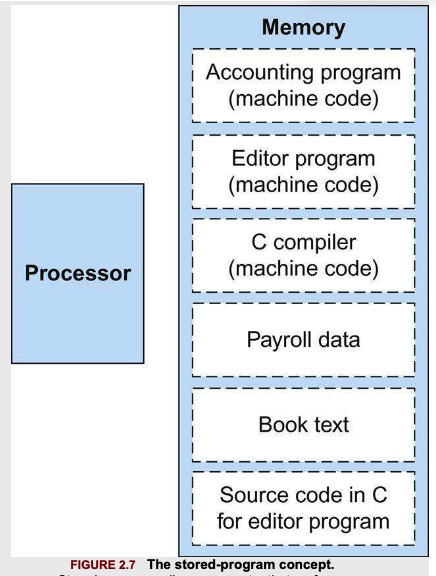 Memory
Accounting program
(machine code)
Editor program
(machine code)
C compiler
(machine code)
Processor
Payroll data
Book text
Source code in C
for editor program
FIGURE 2.7 The stored-program concept.